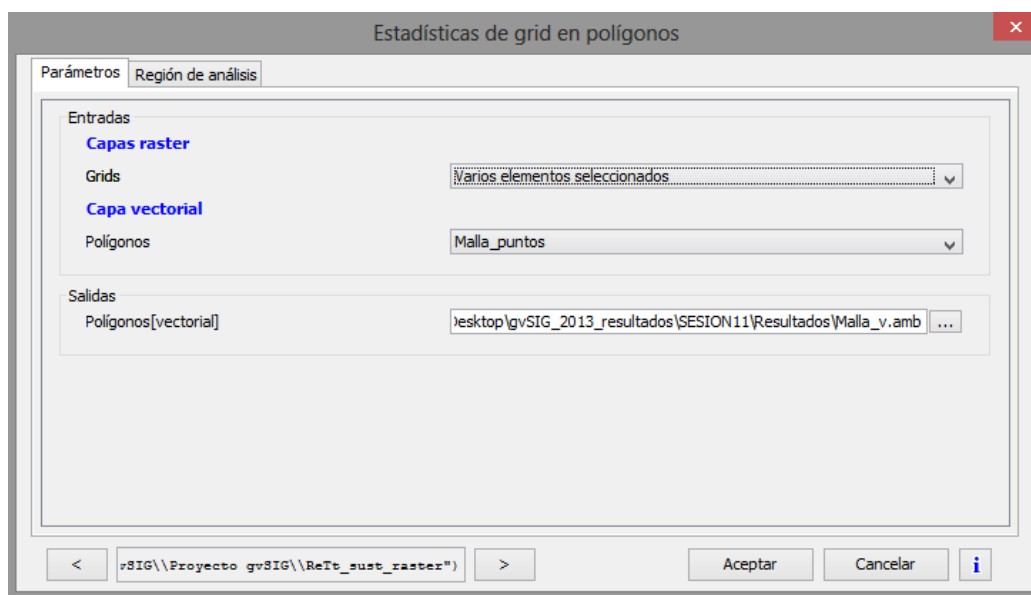 Estadísticas de grid en polígonos
Parámetros Región de análisis
Entradas
Capas raster
Grids Varios elementos seleccionados
Capa vectorial
Polígonos Malla_puntos
Salidas
Polígonos[vectorial] Desktop\gvSIG_2013_resultados\SESION11\Resultados\Malla_v.amb ...
< vSIG\\Proyecto gvSIG\\ReTt_sust_raster") > Aceptar Cancelar i